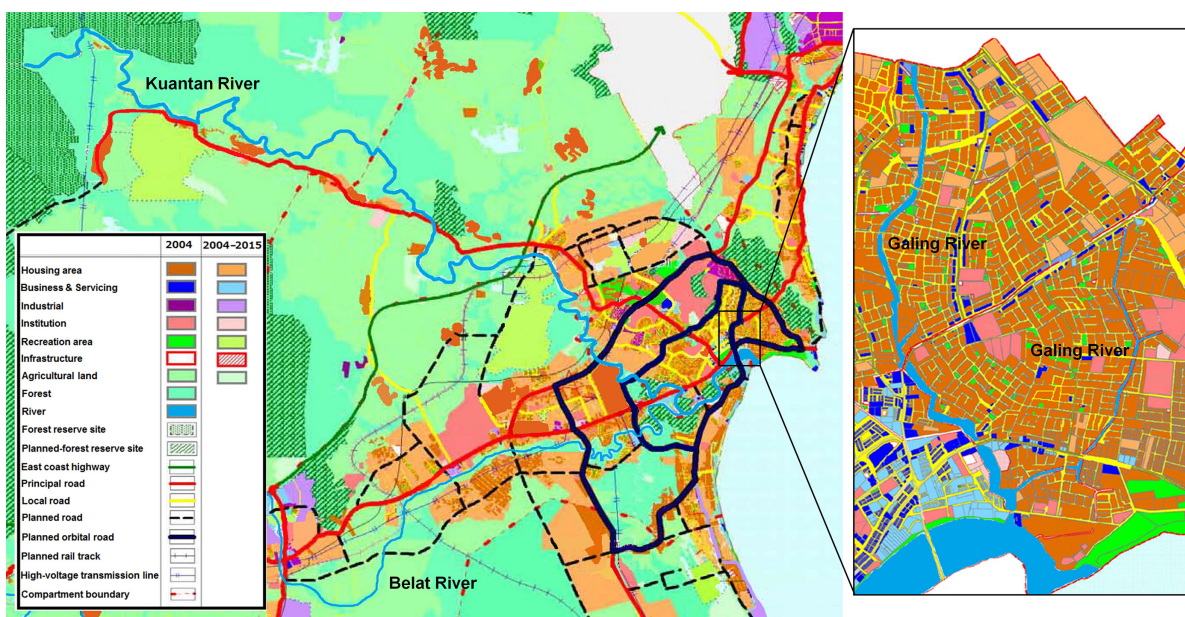 Kuantan River
2004 2004–2015
Housing area
Business & Servicing
Industrial
Institution
Recreation area
Infrastructure
Agricultural land
Forest
River
Forest reserve site
Planned-forest reserve site
East coast highway
Principal road
Local road
Planned road
Planned orbital road
Planned rail track
High-voltage transmission line
Compartment boundary
Belat River
Galing River
Galing River